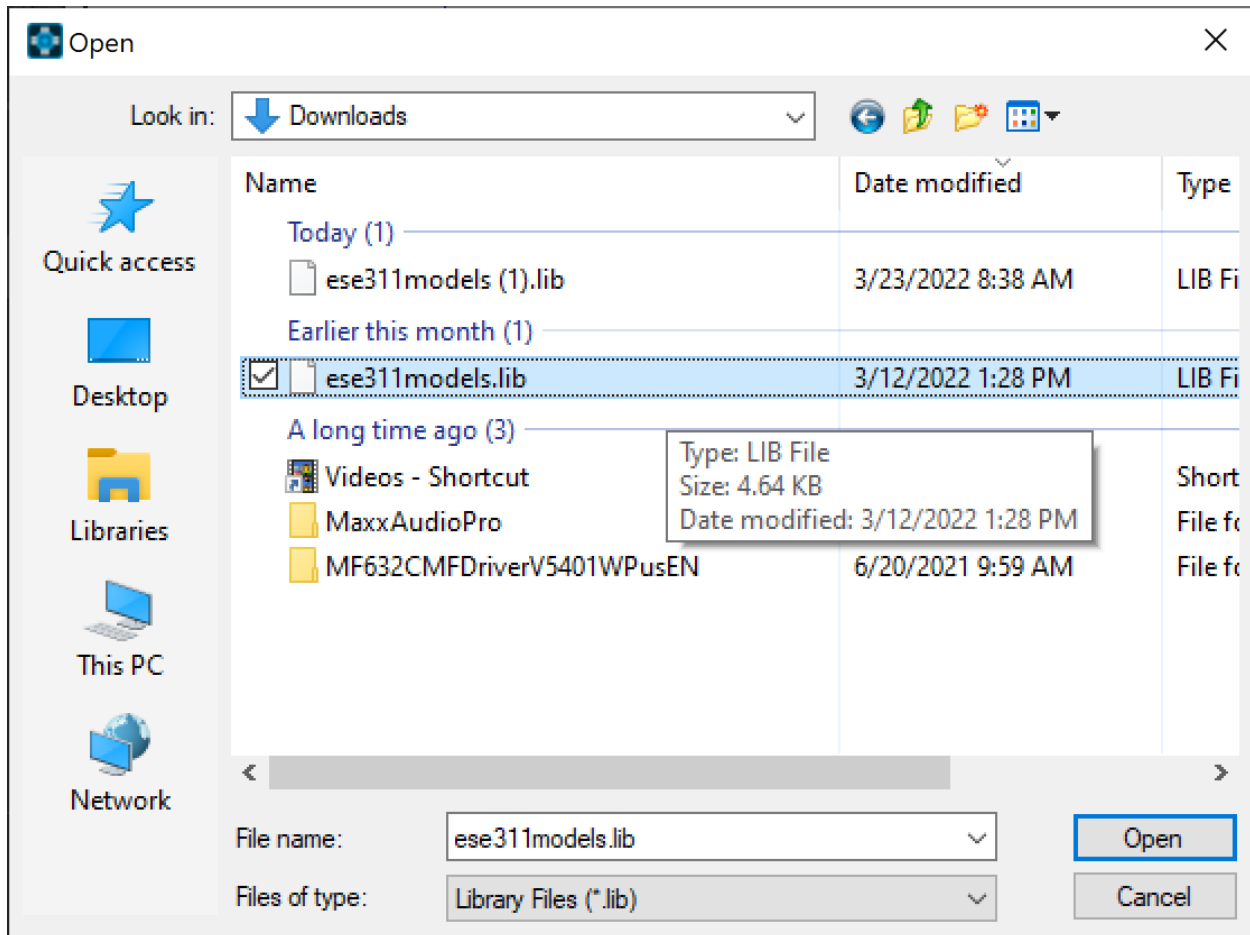 Open
Look in: Downloads
Name Date modified Type
Today (1)
ese311models (1).lib 3/23/2022 8:38 AM LIB Fi
Earlier this month (1)
ese311models.lib 3/12/2022 1:28 PM LIB Fi
A long time ago (3)
Videos - Shortcut Short
MaxxAudioPro File fo
MF632CMFDriverV5401WPusEN 6/20/2021 9:59 AM File fo
Type: LIB File
Size: 4.64 KB
Date modified: 3/12/2022 1:28 PM
Quick access
Desktop
Libraries
This PC
Network
File name: ese311models.lib Open
Files of type: Library Files (*.lib) Cancel